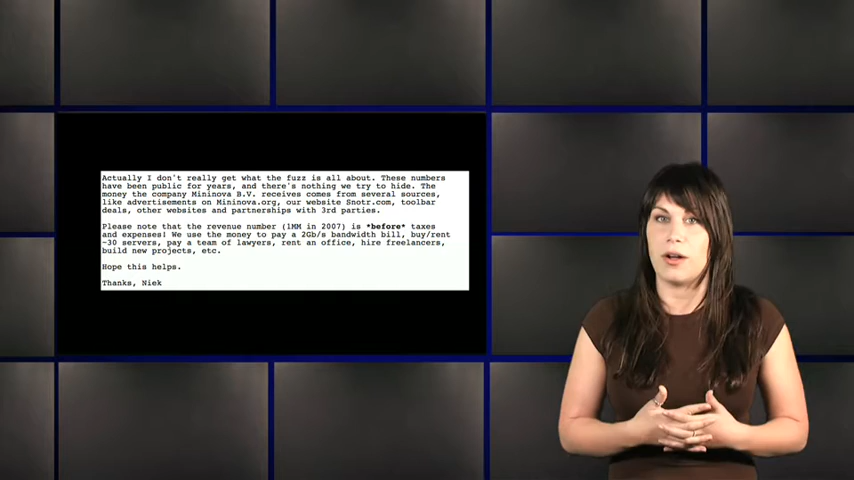 Actually I don't really get what the fuzz is all about. These numbers
have been public for years, and there's nothing we try to hide. The
money the company Mininova B.V. receives comes from several sources,
like advertisements on Mininova.org, our website Snotr.com, toolbar
deals, other websites and partnerships with 3rd parties.
Please note that the revenue number (1MM in 2007) is *before* taxes
and expenses! We use the money to pay a 2Gb/s bandwidth bill, buy/rent
~30 servers, pay a team of lawyers, rent an office, hire freelancers,
build new projects, etc.
Hope this helps.
Thanks, Niek